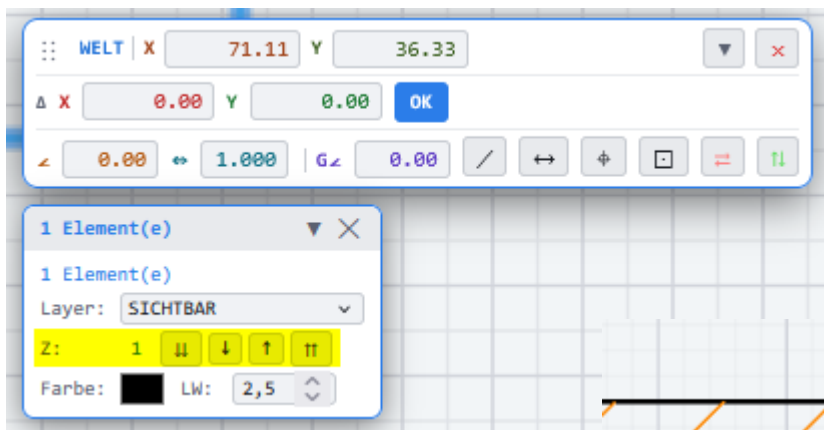 WELT X 71.11 Y 36.33 ▼ ×
Δ X 0.00 Y 0.00 OK
∠ 0.00 ⇔ 1.000 G∠ 0.00 / ↔ ⌖ ⊡ ⇄ ⇅
1 Element(e) ▼ ×
1 Element(e)
Layer: SICHTBAR
Z: 1 ⇊ ↓ ↑ ⇈
Farbe: LW: 2,5